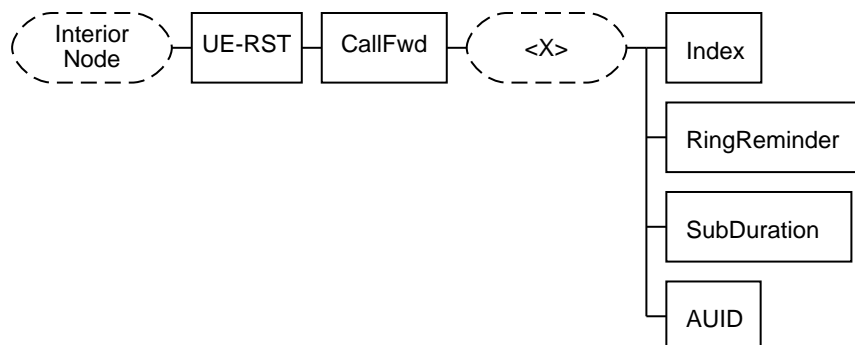 Interior
Node
UE-RST
CallFwd
<X>
Index
RingReminder
SubDuration
AUID